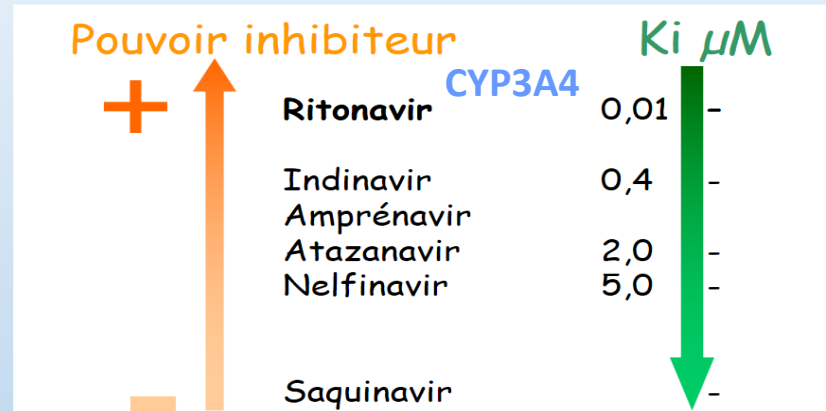 Pouvoir inhibiteur Ki µM
CYP3A4
+ Ritonavir 0,01 -
Indinavir 0,4 -
Amprénavir
Atazanavir 2,0 -
Nelfinavir 5,0 -
Saquinavir -